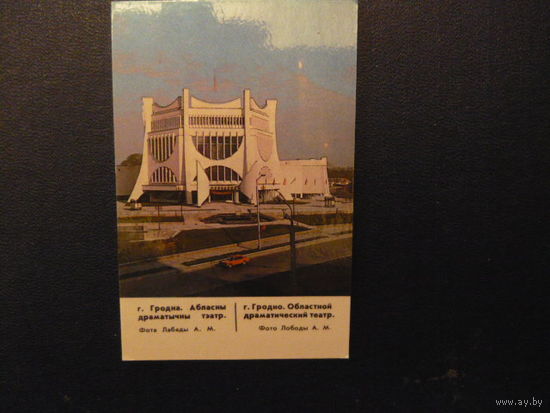 г. Гродна. Абласны
драматычны тэатр.
Фота Лабады А. М.
г. Гродно. Областной
драматический театр.
Фото Лободы А. М.
www.ay.by